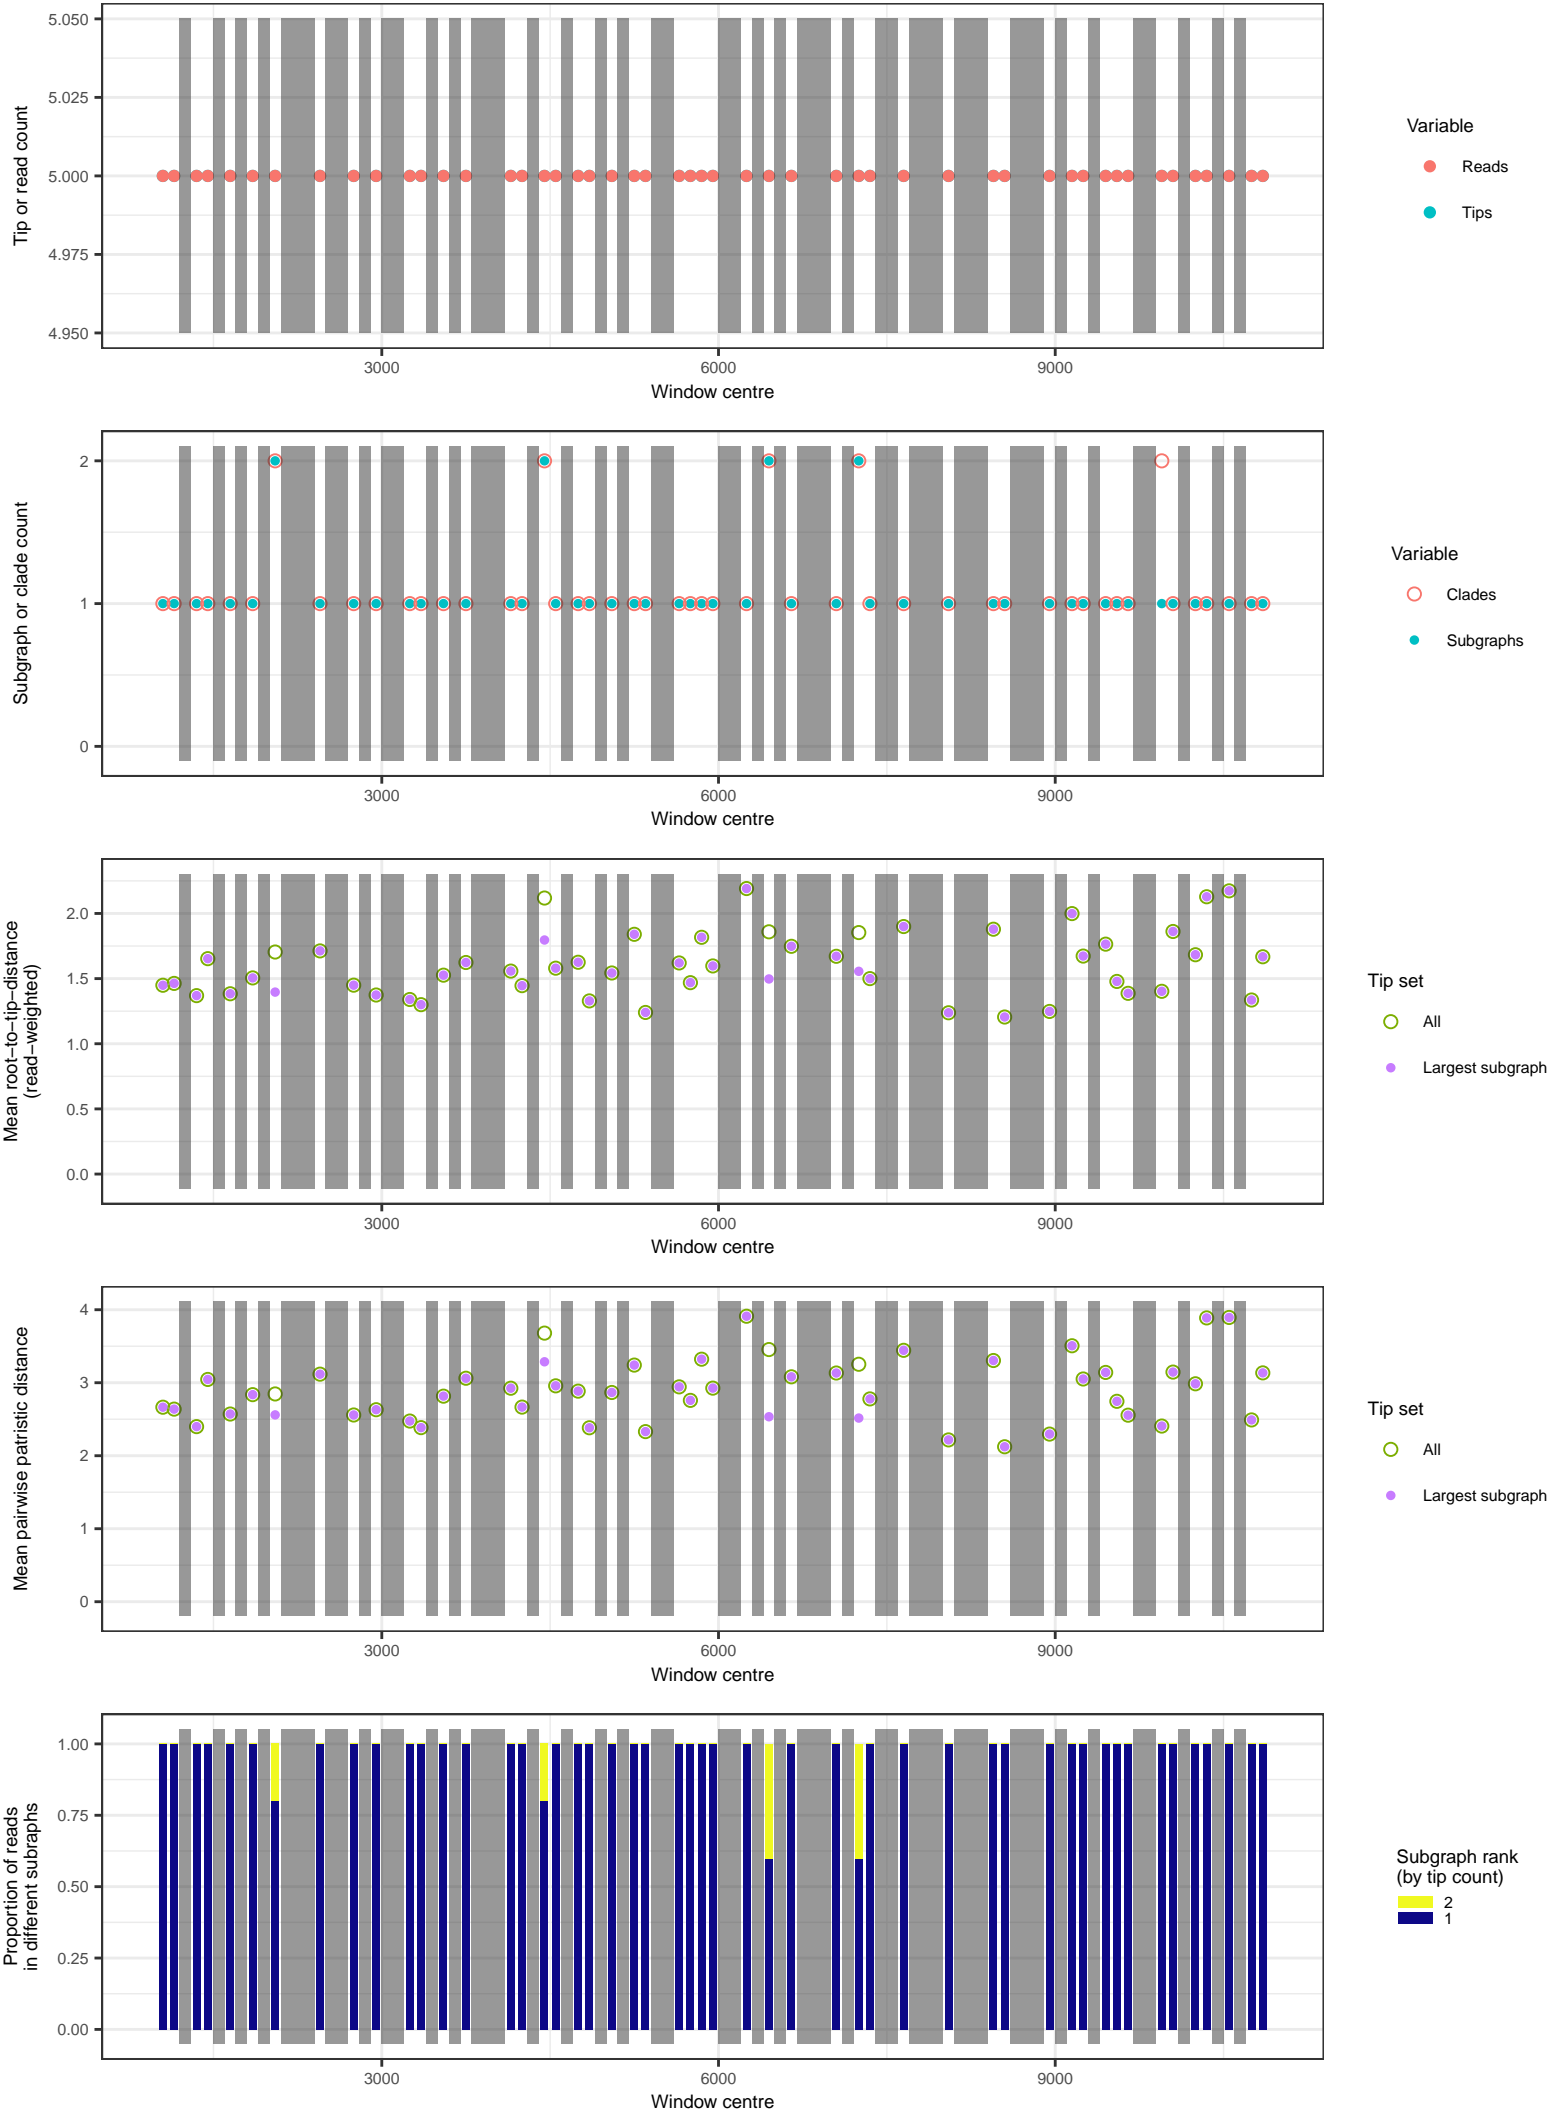 5.050
5.025
5.000
4.975
4.950
Tip or read count
3000
6000
9000
Window centre
Variable
Reads
Tips
2
1
0
Subgraph or clade count
3000
6000
9000
Window centre
Variable
Clades
Subgraphs
2.0
1.5
1.0
0.5
0.0
Mean root−to−tip−distance
(read−weighted)
3000
6000
9000
Window centre
Tip set
All
Largest subgraph
4
3
2
1
0
Mean pairwise patristic distance
3000
6000
9000
Window centre
Tip set
All
Largest subgraph
1.00
0.75
0.50
0.25
0.00
Proportion of reads
in different subraphs
3000
6000
9000
Window centre
Subgraph rank
(by tip count)
2
1